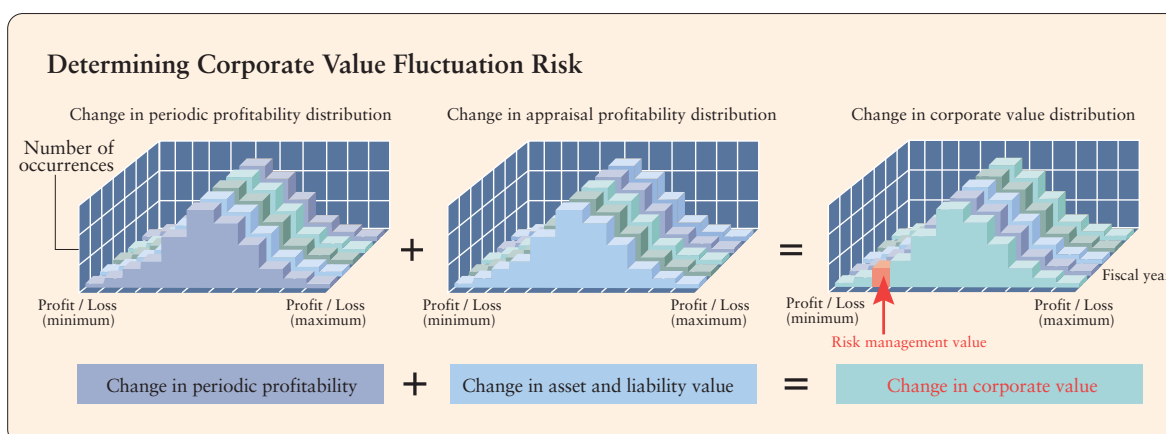 Determining Corporate Value Fluctuation Risk
Change in periodic profitability distribution
Change in appraisal profitability distribution
Change in corporate value distribution
Number of
occurrences
+
=
Fiscal yea
Profit / Loss
(minimum)
Profit / Loss
(maximum)
Profit / Loss
(minimum)
Profit / Loss
(maximum)
Profit / Loss
(minimum)
Profit / Loss
(maximum)
Risk management value
Change in periodic profitability + Change in asset and liability value = Change in corporate value